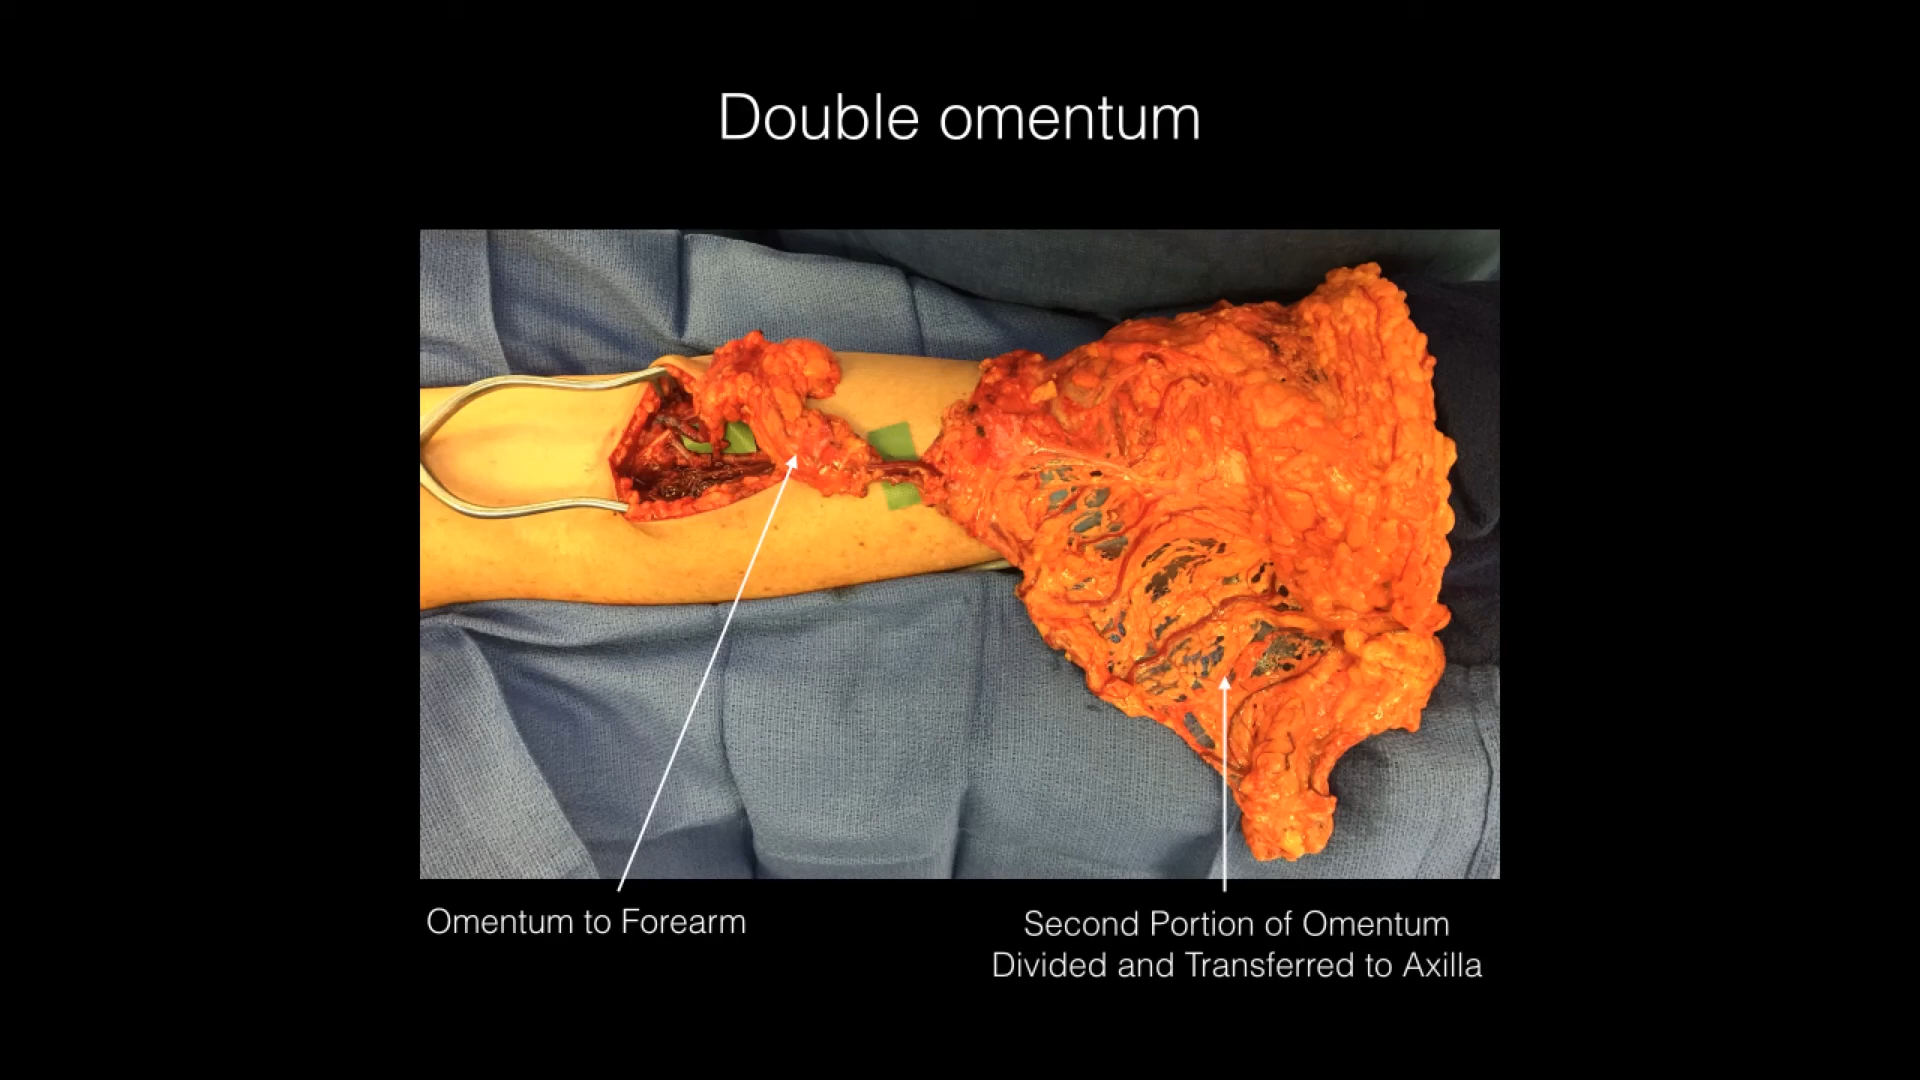 Double omentum
Omentum to Forearm
Second Portion of Omentum
Divided and Transferred to Axilla